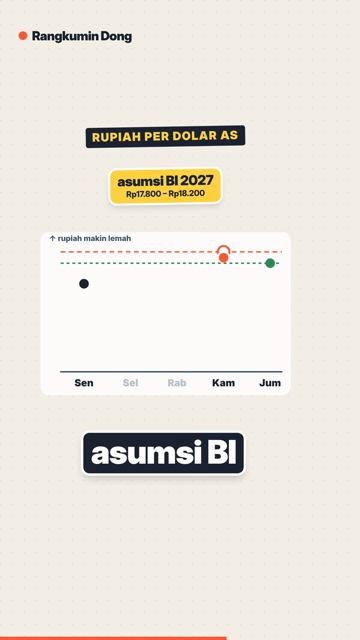 Rangkumin Dong
RUPIAH PER DOLAR AS
asumsi BI 2027
Rp17.800 – Rp18.200
↑ rupiah makin lemah
Sen Sel Rab Kam Jum
asumsi BI